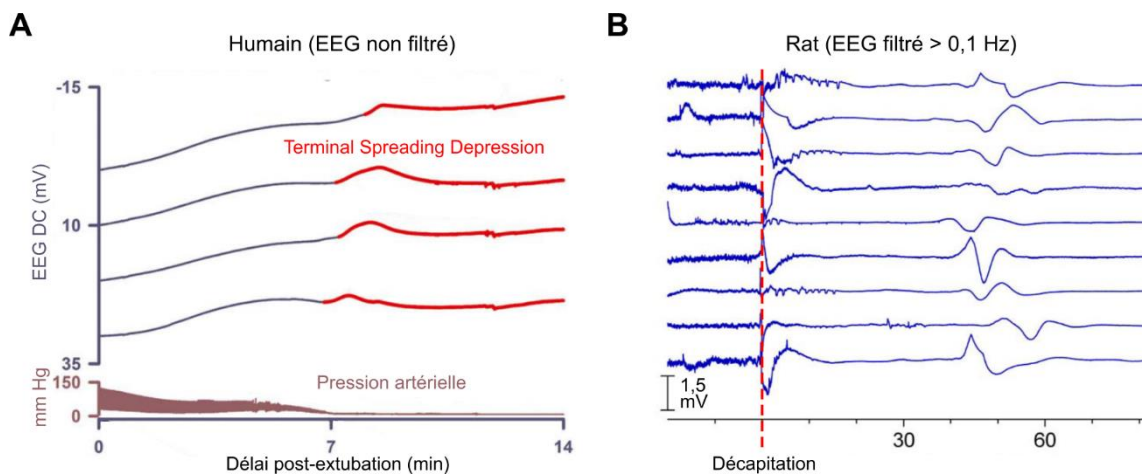 A
Humain (EEG non filtré)
-15
10
35
EEG DC (mV)
Terminal Spreading Depression
150
0
mm Hg
Pression artérielle
0
7
14
Délai post-extubation (min)
B
Rat (EEG filtré > 0,1 Hz)
1,5
mV
30
60
Décapitation